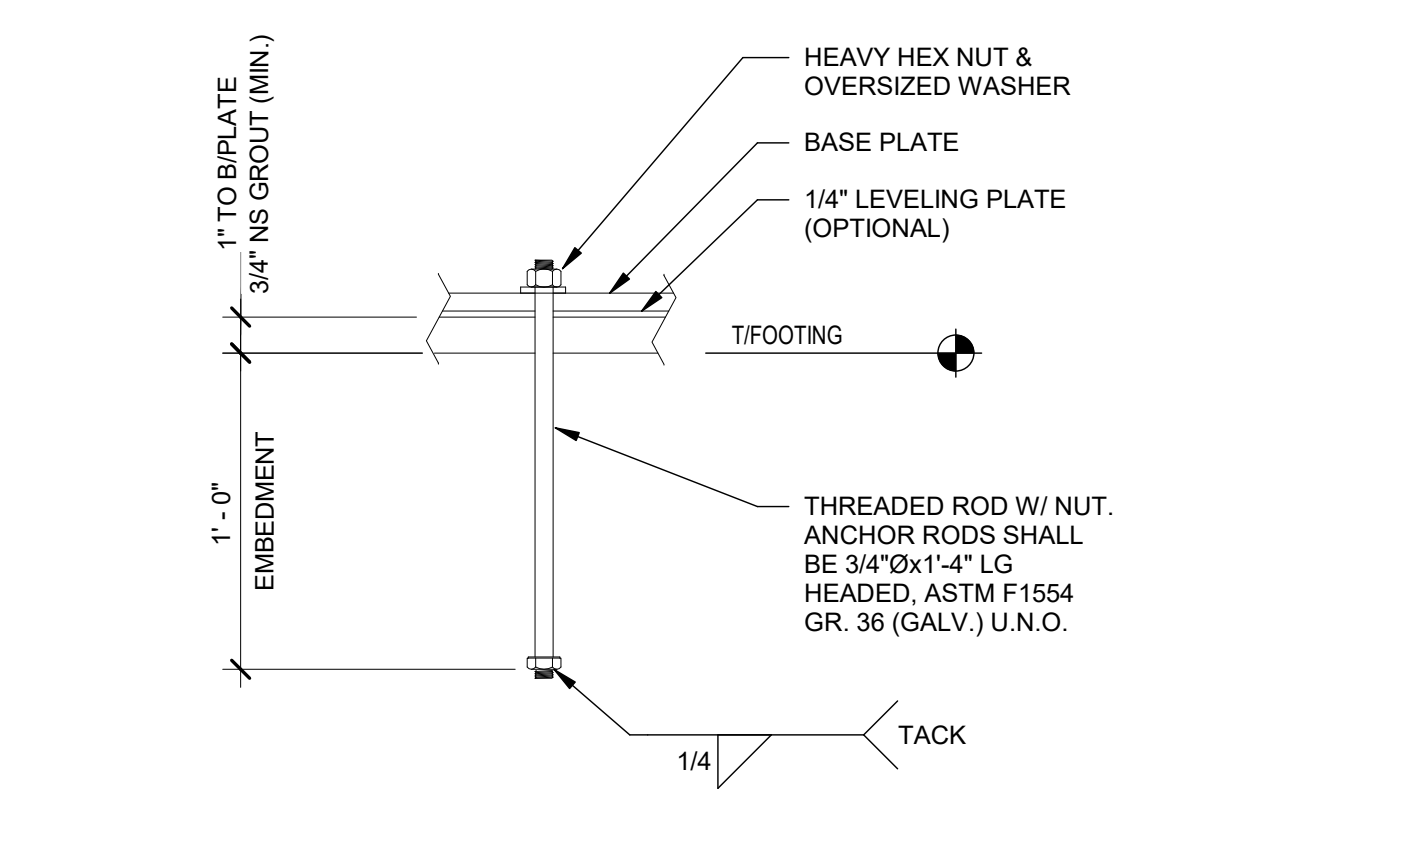 HEAVY HEX NUT &
OVERSIZED WASHER
BASE PLATE
1/4" LEVELING PLATE
(OPTIONAL)
1" TO B/PLATE
3/4" NS GROUT (MIN.)
T/FOOTING
1' - 0"
EMBEDMENT
THREADED ROD W/ NUT.
ANCHOR RODS SHALL
BE 3/4"Øx1'-4" LG
HEADED, ASTM F1554
GR. 36 (GALV.) U.N.O.
TACK
1/4